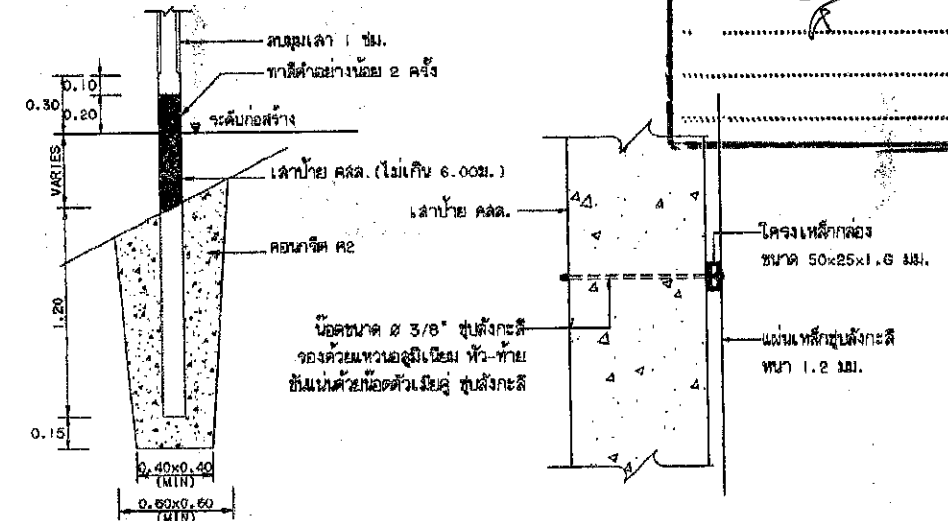 ลบมุมเสา 1 ซม.
ทาสีดำอย่างน้อย 2 ครั้ง
0.10
0.30
0.20
ระดับก่อสร้าง
VARIES
เสาป้าย คสล.(ไม่เกิน 6.00ม.)
เสาป้าย คสล.
คอนกรีต ค2
โครงเหล็กกล่อง
ขนาด 50x25x1.6 มม.
1.20
น๊อตขนาด ø 3/8" ชุบสังกะสี
รองด้วยแหวนอลูมิเนียม หัว-ท้าย
ขันแน่นด้วยน๊อตตัวเมียคู่ ชุบสังกะสี
แผ่นเหล็กชุบสังกะสี
หนา 1.2 มม.
0.15
0.40x0.40
(MIN)
0.60x0.60
(MIN)